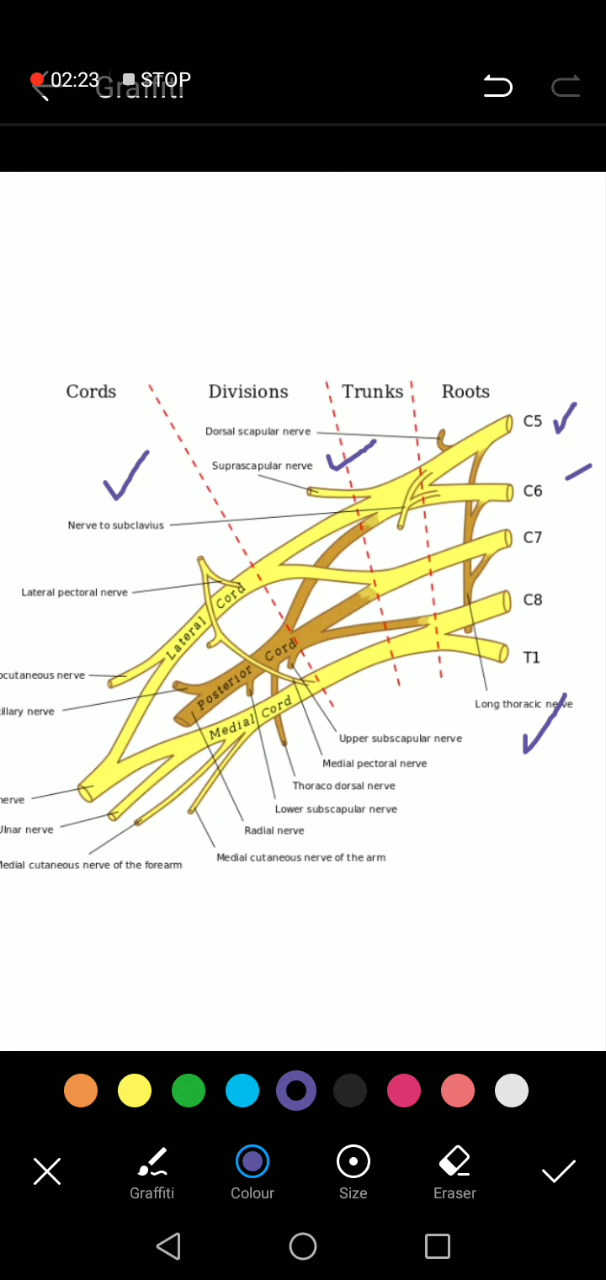 02:23 STOP
Graffiti
Cords Divisions Trunks Roots
Dorsal scapular nerve
C5
Suprascapular nerve
C6
Nerve to subclavius
C7
Lateral pectoral nerve
C8
Lateral Cord
Posterior Cord
Medial Cord
T1
ocutaneous nerve
illary nerve
Long thoracic nerve
Upper subscapular nerve
Medial pectoral nerve
Thoraco dorsal nerve
nerve
Lower subscapular nerve
Ulnar nerve
Radial nerve
Medial cutaneous nerve of the arm
Medial cutaneous nerve of the forearm
Graffiti Colour Size Eraser